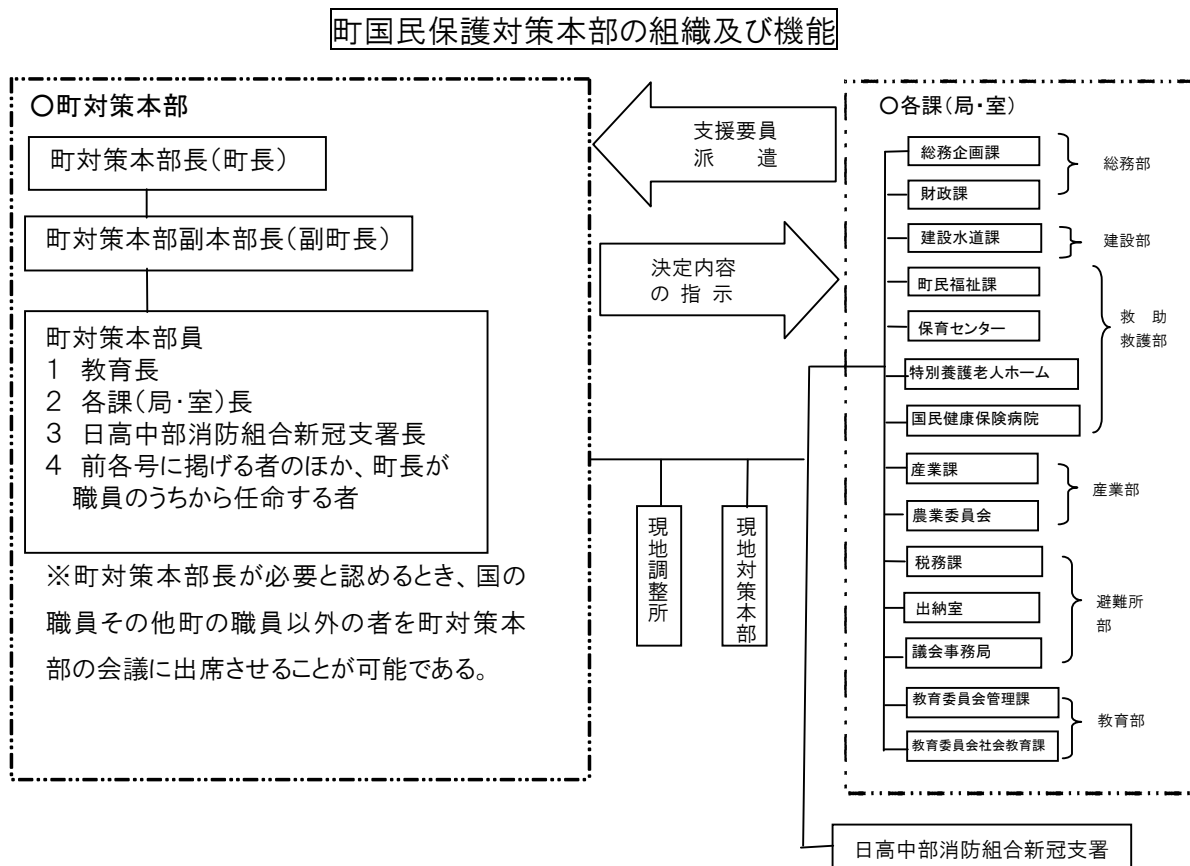 町国民保護対策本部の組織及び機能
〇町対策本部
町対策本部長(町長)
町対策本部副本部長(副町長)
町対策本部員
1 教育長
2 各課(局・室)長
3 日高中部消防組合新冠支署長
4 前各号に掲げる者のほか、町長が
職員のうちから任命する者
※町対策本部長が必要と認めるとき、国の
職員その他町の職員以外の者を町対策本
部の会議に出席させることが可能である。
支援要員
派 遣
決定内容
の 指 示
現地調整所
現地対策本部
〇各課(局・室)
総務企画課
財政課
総務部
建設水道課
建設部
町民福祉課
保育センター
特別養護老人ホーム
国民健康保険病院
救 助
救護部
産業課
農業委員会
産業部
税務課
出納室
議会事務局
避難所
部
教育委員会管理課
教育委員会社会教育課
教育部
日高中部消防組合新冠支署